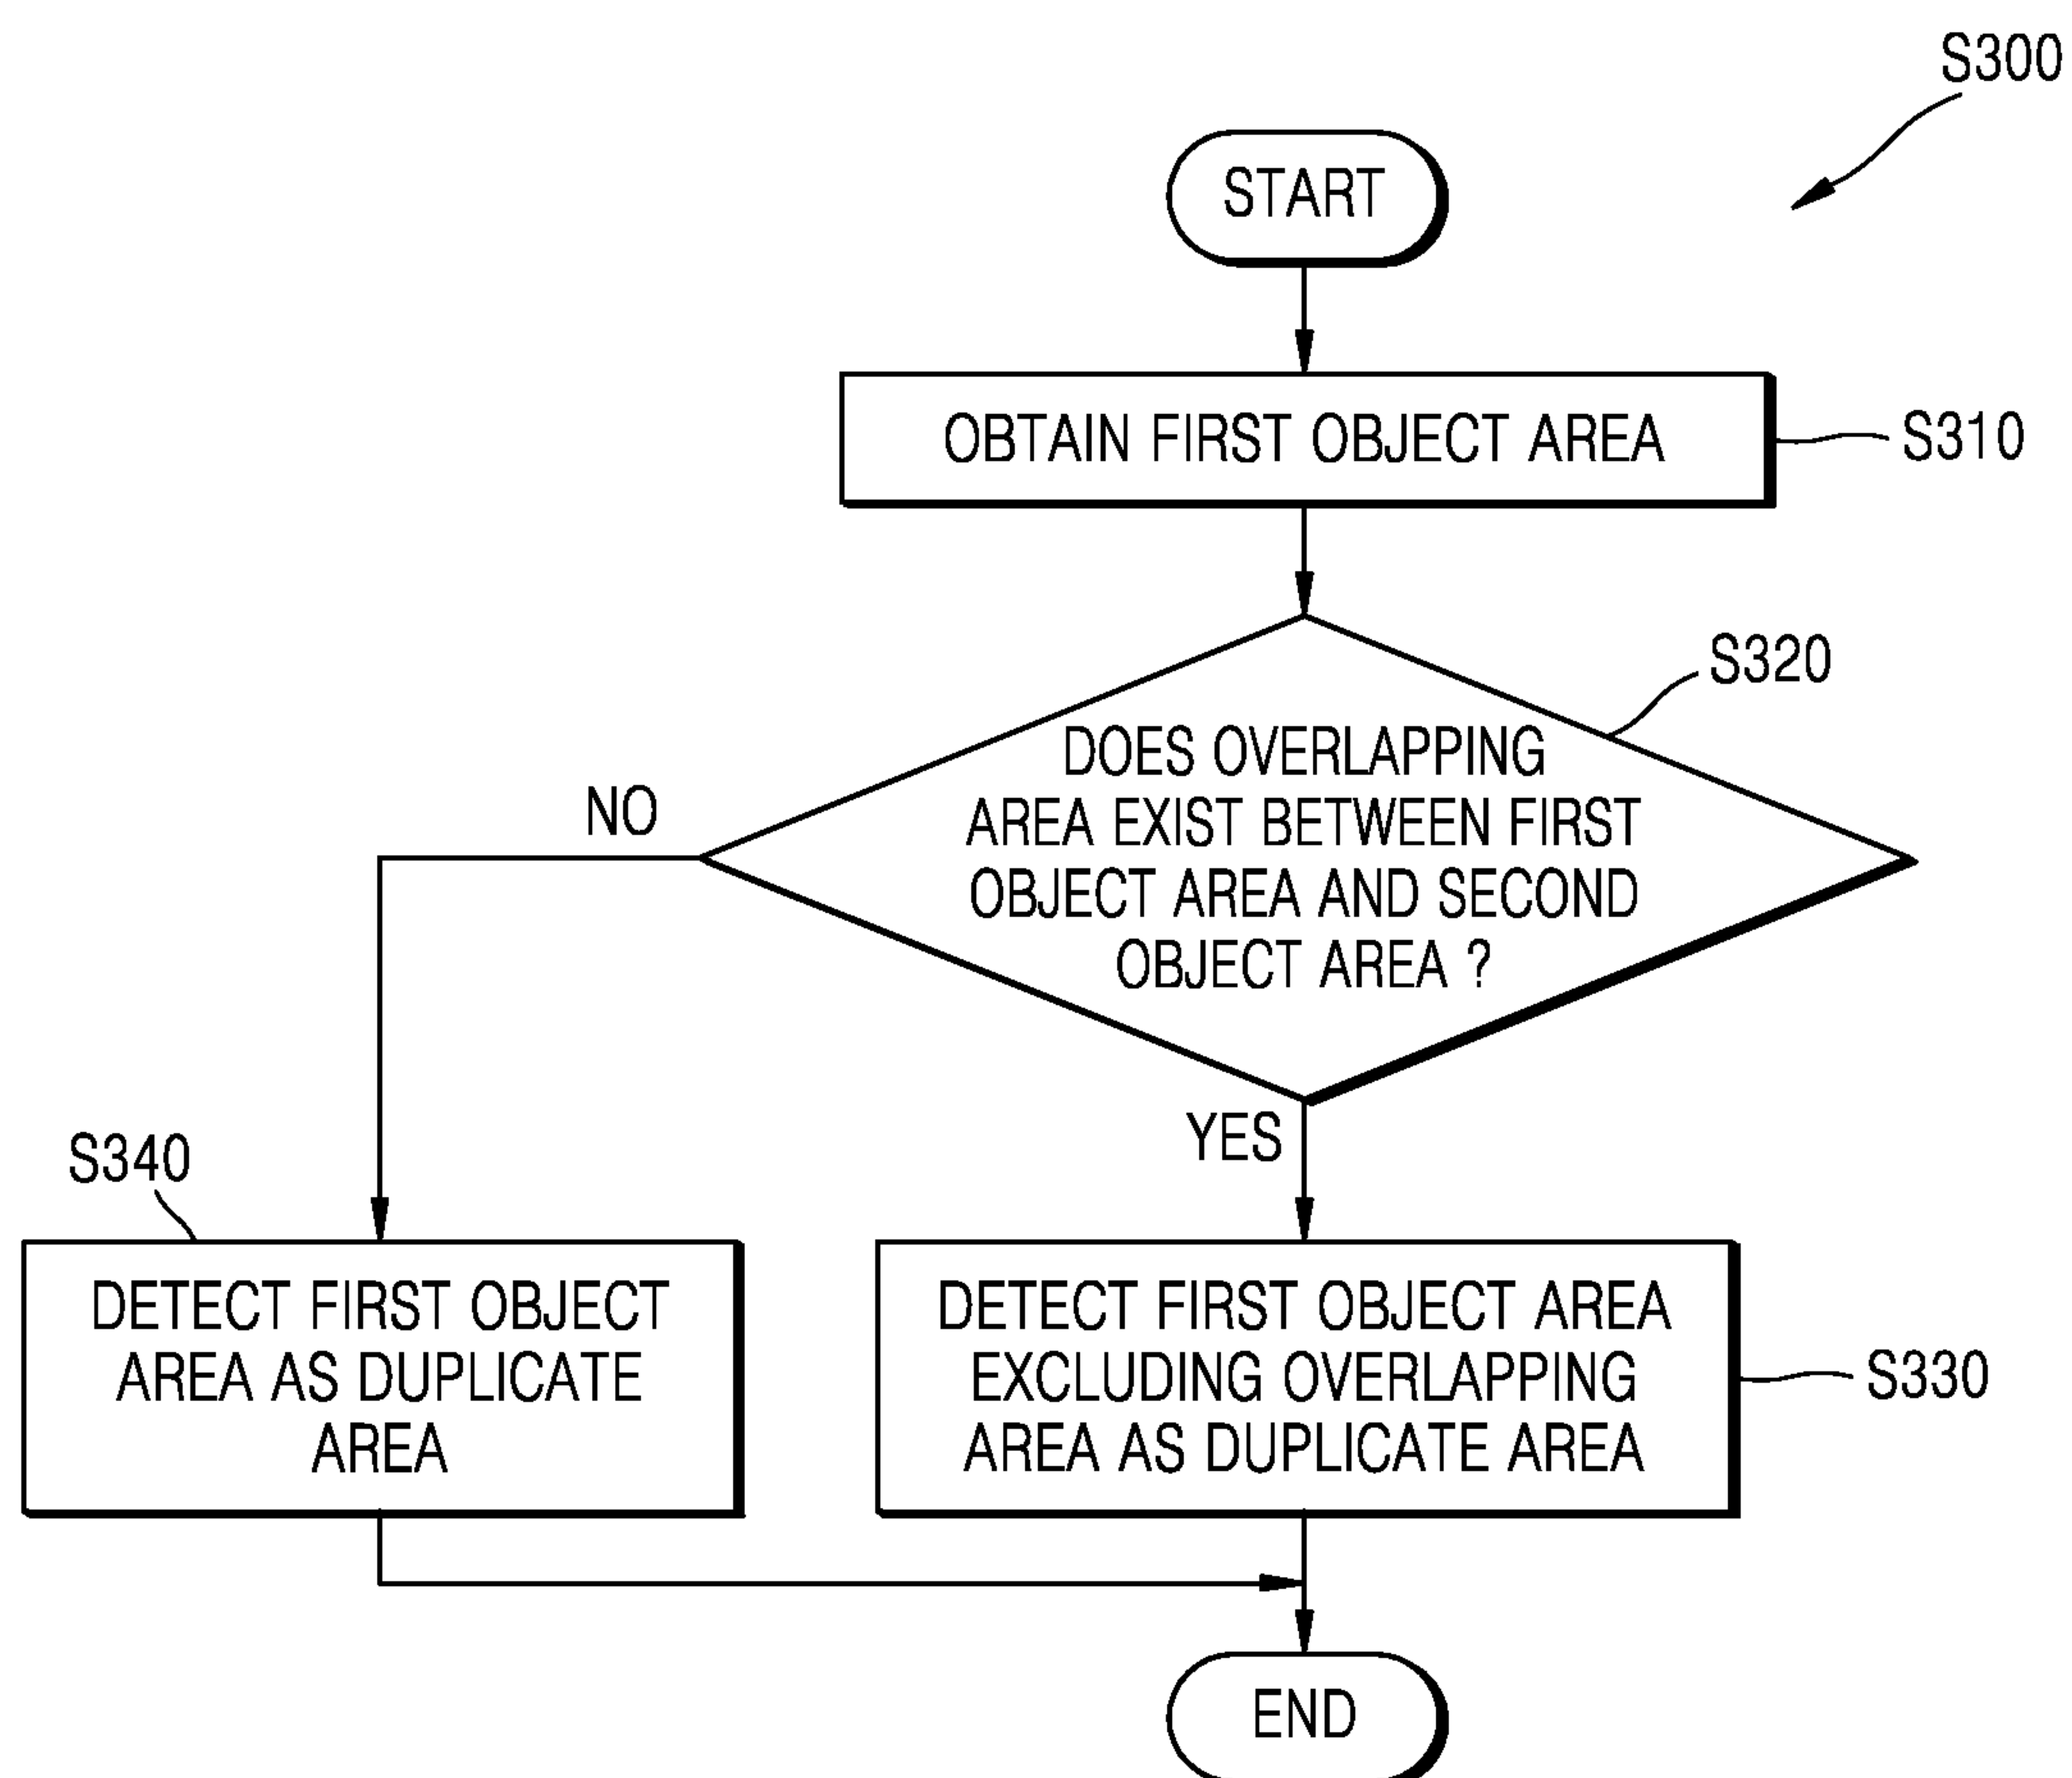 S300
START
OBTAIN FIRST OBJECT AREA
S310
S320
DOES OVERLAPPING
AREA EXIST BETWEEN FIRST
OBJECT AREA AND SECOND
OBJECT AREA ?
NO
YES
S340
DETECT FIRST OBJECT
AREA AS DUPLICATE
AREA
DETECT FIRST OBJECT AREA
EXCLUDING OVERLAPPING
AREA AS DUPLICATE AREA
S330
END